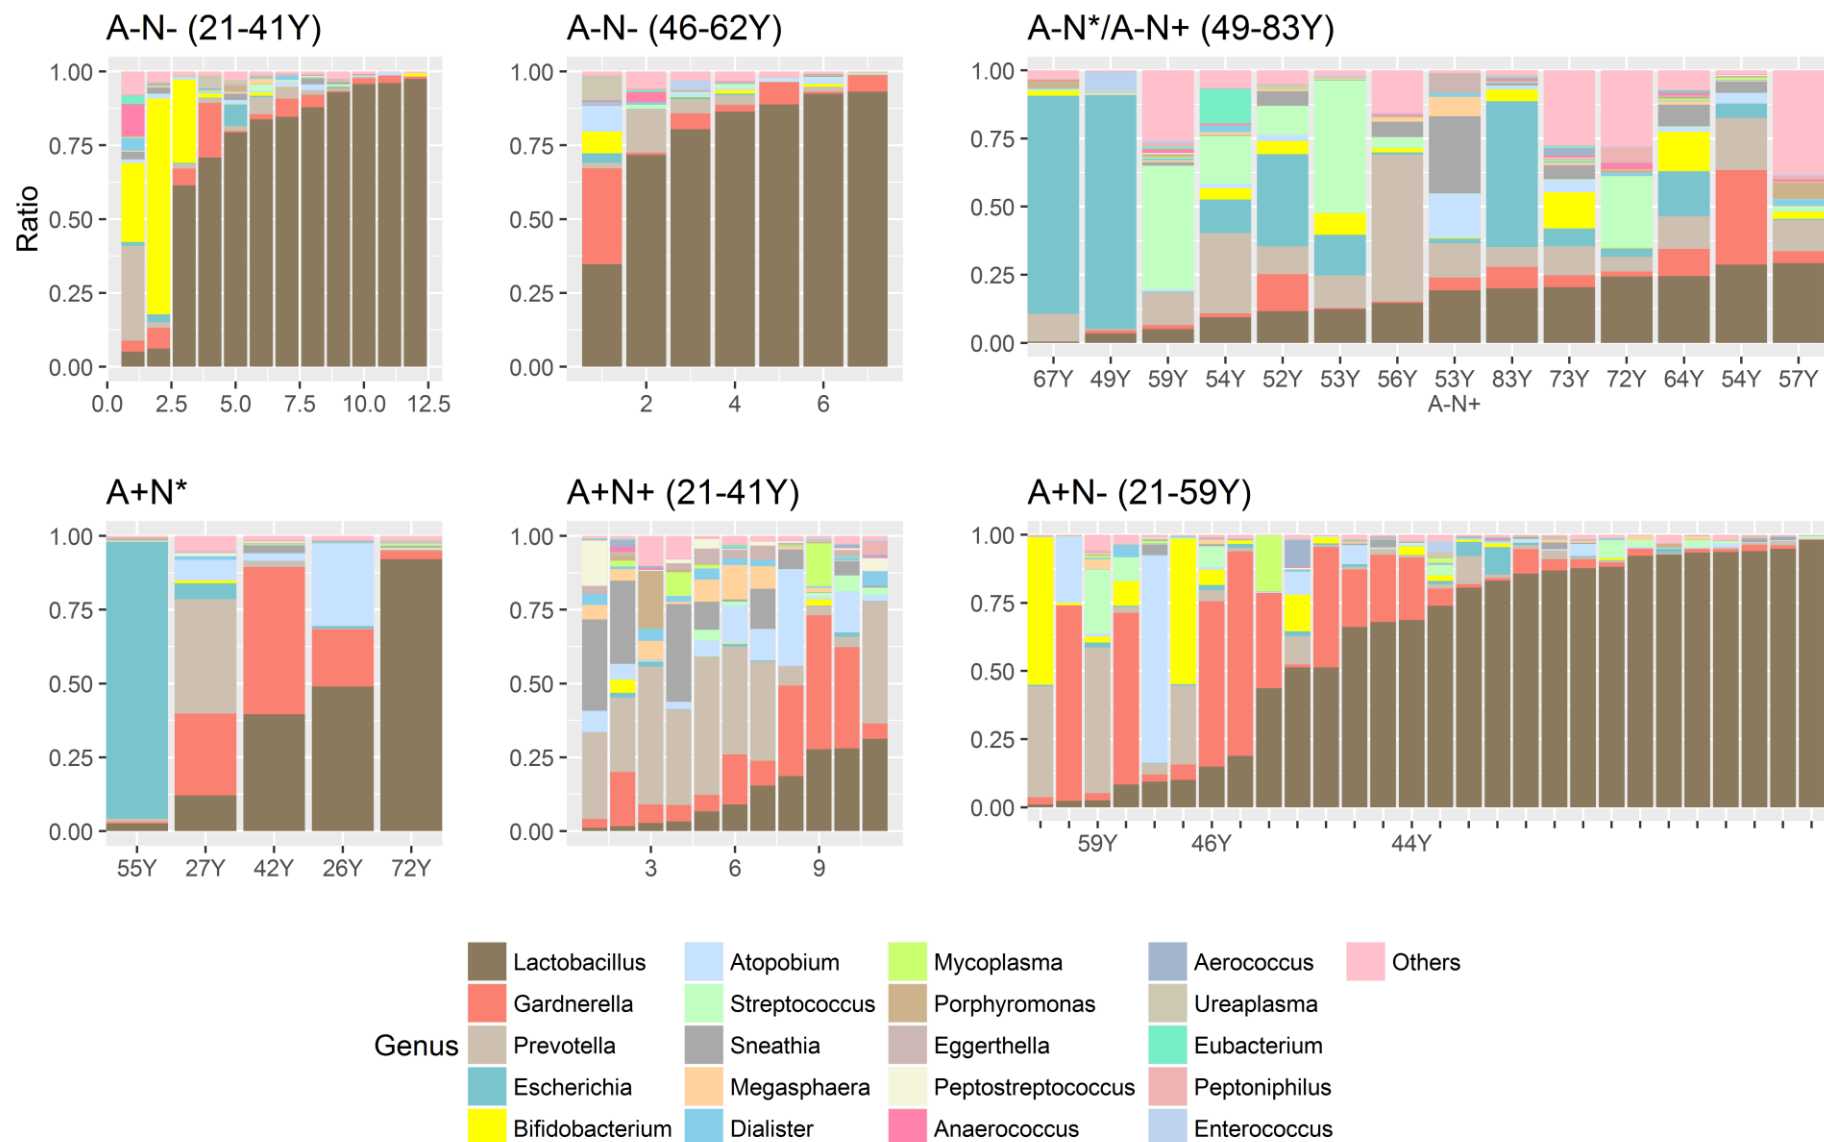 A-N- (21-41Y)
A-N- (46-62Y)
A-N*/A-N+ (49-83Y)
Ratio
1.00
0.75
0.50
0.25
0.00
0.0 2.5 5.0 7.5 10.0 12.5
1.00
0.75
0.50
0.25
0.00
2 4 6
1.00
0.75
0.50
0.25
0.00
67Y 49Y 59Y 54Y 52Y 53Y 56Y 53Y 83Y 73Y 72Y 64Y 54Y 57Y
A-N+
A+N*
A+N+ (21-41Y)
A+N- (21-59Y)
1.00
0.75
0.50
0.25
0.00
55Y 27Y 42Y 26Y 72Y
1.00
0.75
0.50
0.25
0.00
3 6 9
1.00
0.75
0.50
0.25
0.00
59Y 46Y 44Y
Genus
Lactobacillus
Gardnerella
Prevotella
Escherichia
Bifidobacterium
Atopobium
Streptococcus
Sneathia
Megasphaera
Dialister
Mycoplasma
Porphyromonas
Eggerthella
Peptostreptococcus
Anaerococcus
Aerococcus
Ureaplasma
Eubacterium
Peptoniphilus
Enterococcus
Others